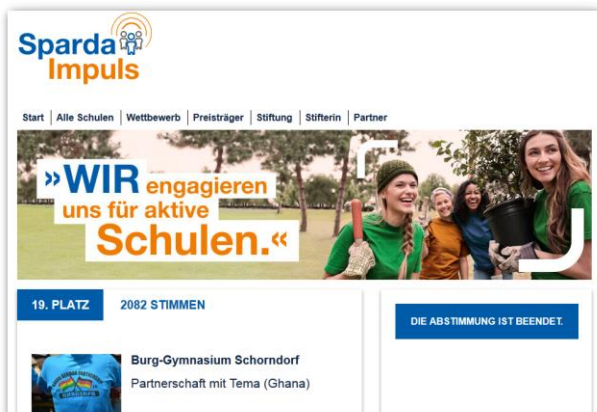 Sparda
Impuls
Start | Alle Schulen | Wettbewerb | Preisträger | Stiftung | Stifterin | Partner
»WIR engagieren
uns für aktive
Schulen.«
19. PLATZ 2082 STIMMEN
DIE ABSTIMMUNG IST BEENDET.
Burg-Gymnasium Schorndorf
Partnerschaft mit Tema (Ghana)